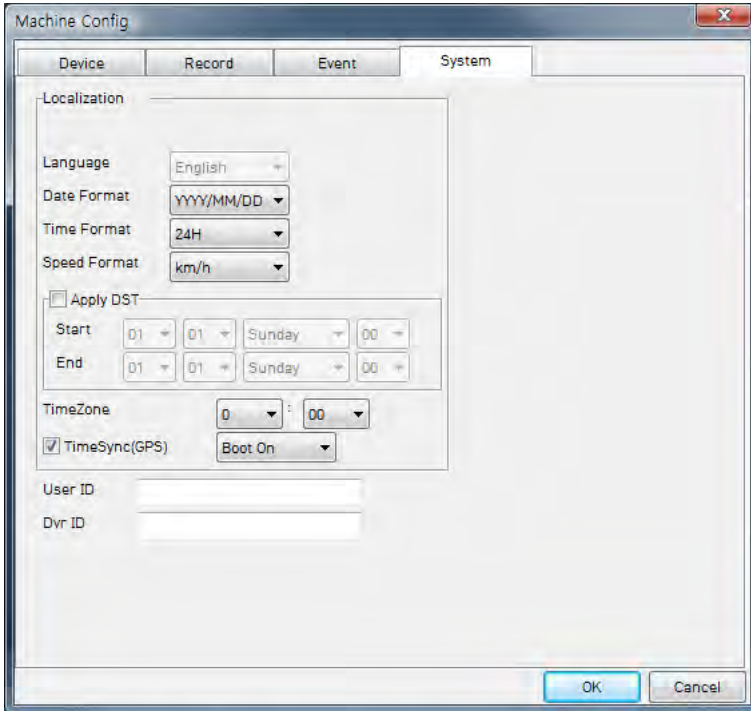 Machine Config
Device Record Event System
Localization
Language English
Date Format YYYY/MM/DD
Time Format 24H
Speed Format km/h
Apply DST
Start 01 01 Sunday 00
End 01 01 Sunday 00
TimeZone 0 : 00
TimeSync(GPS) Boot On
User ID
Dvr ID
OK Cancel